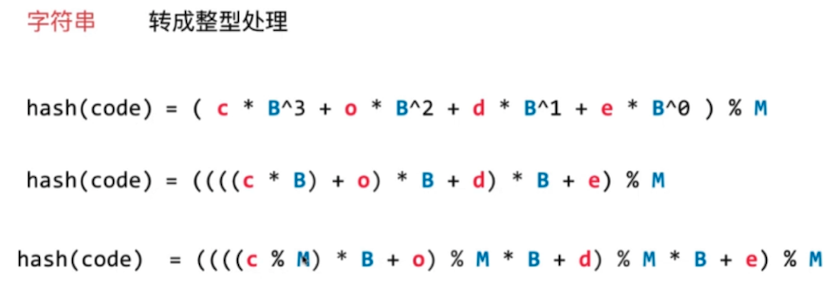 字符串 转成整型处理
hash(code) = ( c * B^3 + o * B^2 + d * B^1 + e * B^0 ) % M
hash(code) = ((((c * B) + o) * B + d) * B + e) % M
hash(code) = ((((c % M) * B + o) % M * B + d) % M * B + e) % M